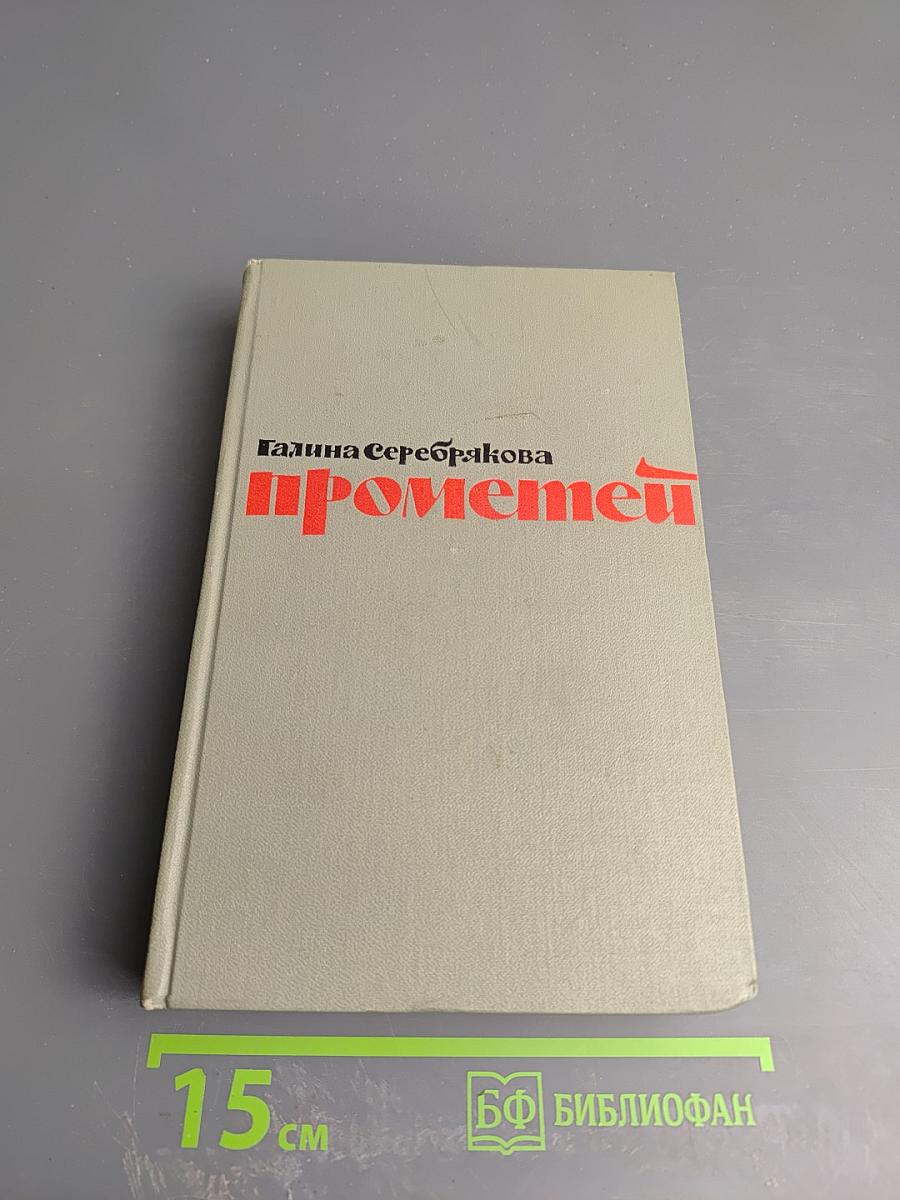 Галина Серебрякова
Прометей
15 см
БФ БИБЛИОФАН